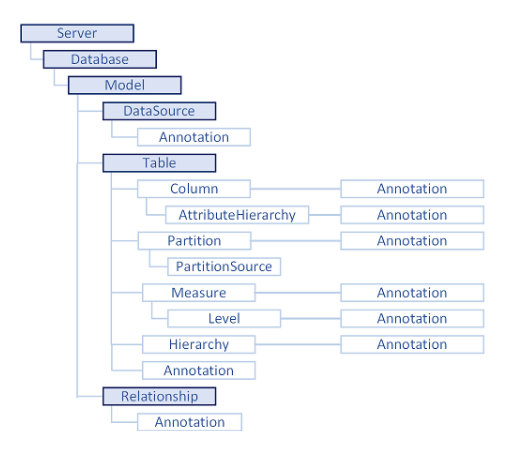 Server
Database
Model
DataSource
Annotation
Table
Column Annotation
AttributeHierarchy Annotation
Partition Annotation
PartitionSource
Measure Annotation
Level Annotation
Hierarchy Annotation
Annotation
Relationship
Annotation